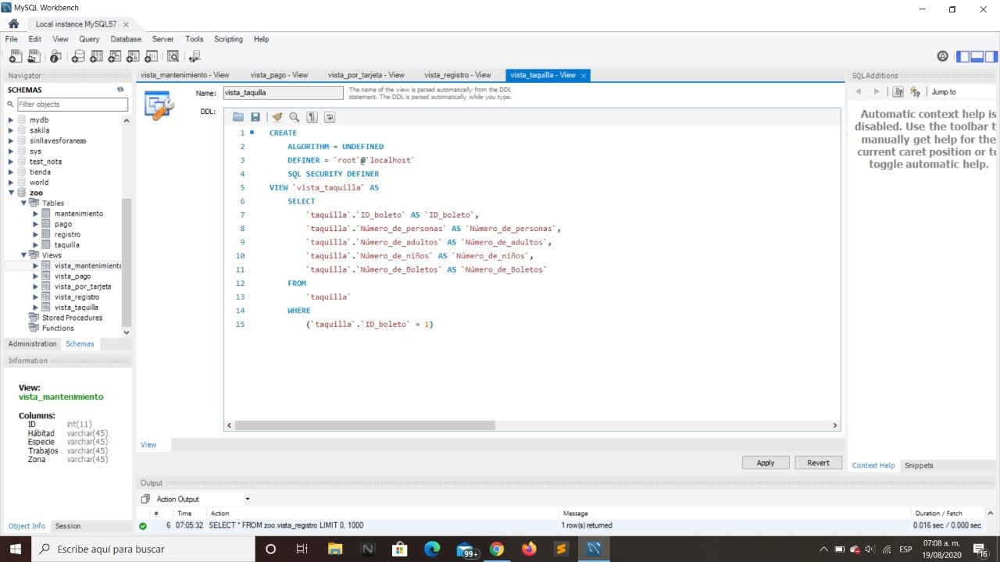 MySQL Workbench
Local instance MySQL57
File Edit View Query Database Server Tools Scripting Help
Navigator
SCHEMAS
Filter objects
mydb
sakila
sinllavesforaneas
sys
test_nota
tienda
world
zoo
Tables
mantenimiento
pago
registro
taquilla
Views
vista_mantenimiento
vista_pago
vista_por_tarjeta
vista_registro
vista_taquilla
Stored Procedures
Functions
Administration Schemas
Information
View:
vista_mantenimiento
Columns:
ID int(11)
Hábitad varchar(45)
Especie varchar(45)
Trabajos varchar(45)
Zona varchar(45)
Object Info Session
vista_mantenimiento - View vista_pago - View vista_por_tarjeta - View vista_registro - View vista_taquilla - View
Name: vista_taquilla
The name of the view is parsed automatically from the DDL
statement. The DDL is parsed automatically while you type.
DDL:
1 CREATE
2 ALGORITHM = UNDEFINED
3 DEFINER = `root`@`localhost`
4 SQL SECURITY DEFINER
5 VIEW `vista_taquilla` AS
6 SELECT
7 `taquilla`.`ID_boleto` AS `ID_boleto`,
8 `taquilla`.`Número_de_personas` AS `Número_de_personas`,
9 `taquilla`.`Número_de_adultos` AS `Número_de_adultos`,
10 `taquilla`.`Número_de_niños` AS `Número_de_niños`,
11 `taquilla`.`Número_de_Boletos` AS `Número_de_Boletos`
12 FROM
13 `taquilla`
14 WHERE
15 (`taquilla`.`ID_boleto` = 1)
View
Apply Revert
SQLAdditions
Jump to
Automatic context help is
disabled. Use the toolbar t
manually get help for the
current caret position or to
toggle automatic help.
Context Help Snippets
Output
Action Output
# Time Action Message Duration / Fetch
6 07:05:32 SELECT * FROM zoo.vista_registro LIMIT 0, 1000 1 row(s) returned 0.016 sec / 0.000 sec
Escribe aquí para buscar
99+
ESP
07:08 a. m.
19/08/2020
16